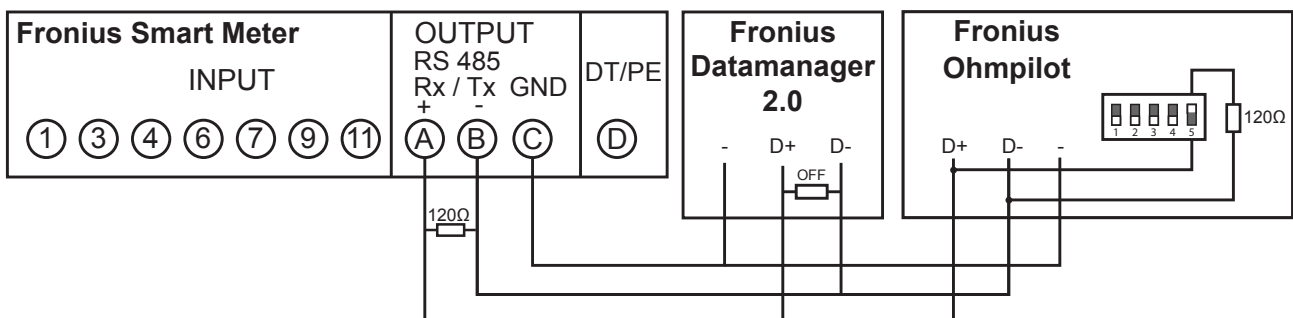 Fronius Smart Meter
INPUT
1 3 4 6 7 9 11
OUTPUT
RS 485
Rx / Tx GND
+ -
A B C
DT/PE
D
120Ω
Fronius
Datamanager
2.0
- D+ D-
OFF
Fronius
Ohmpilot
1 2 3 4 5
120Ω
D+ D- -